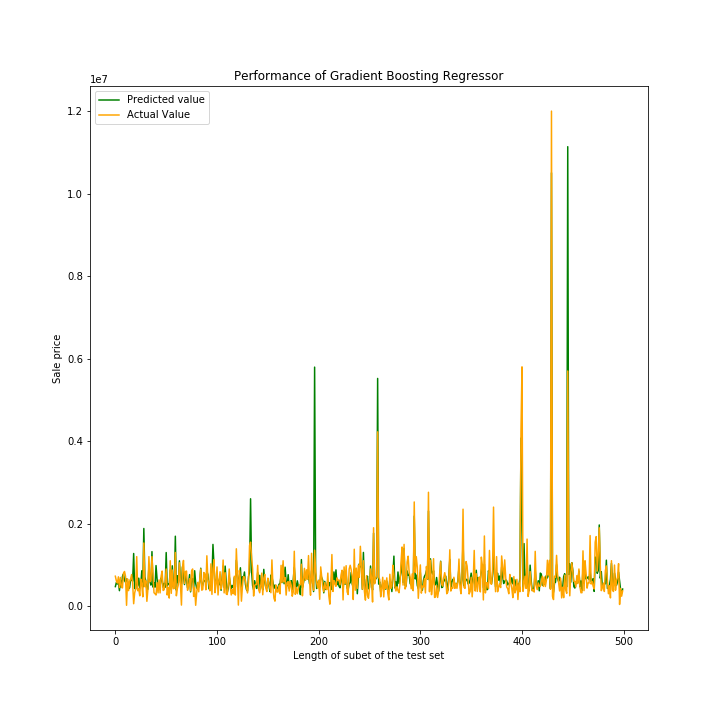 Performance of Gradient Boosting Regressor
1e7
Predicted value
Actual Value
1.2
1.0
0.8
0.6
0.4
0.2
0.0
Sale price
0 100 200 300 400 500
Length of subet of the test set